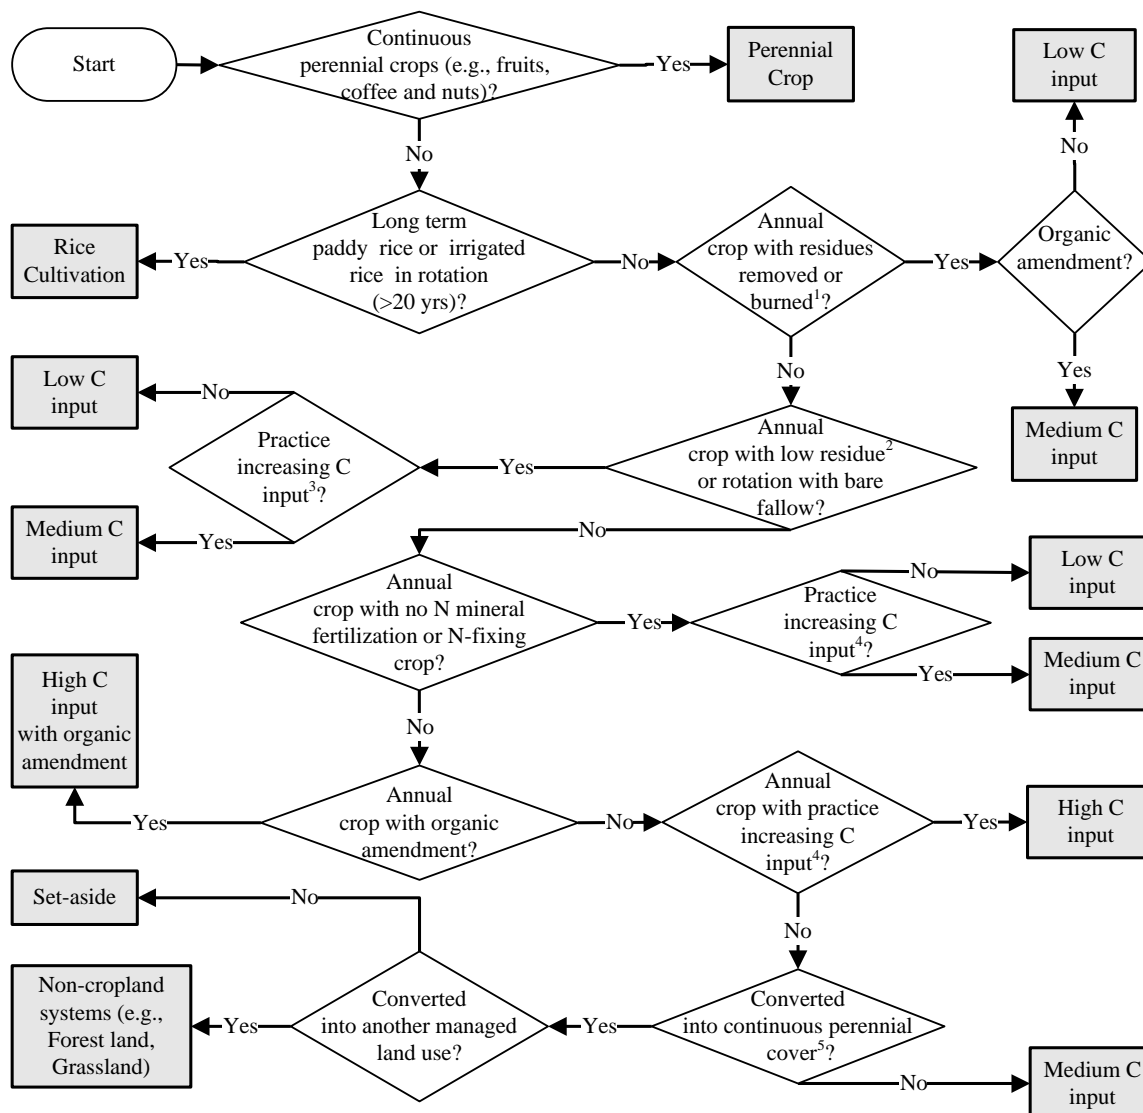 Start
Continuous
perennial crops (e.g., fruits,
coffee and nuts)?
Yes
Perennial
Crop
Low C
input
No
No
Long term
paddy rice or irrigated
rice in rotation
(>20 yrs)?
Yes
Rice
Cultivation
No
Annual
crop with residues
removed or
burned¹?
Yes
Organic
amendment?
Yes
Medium C
input
No
Low C
input
No
Practice
increasing C
input³?
Yes
Annual
crop with low residue²
or rotation with bare
fallow?
Medium C
input
Yes
No
Annual
crop with no N mineral
fertilization or N-fixing
crop?
Yes
Practice
increasing C
input⁴?
No
Low C
input
Yes
Medium C
input
High C
input
with organic
amendment
No
Yes
Annual
crop with organic
amendment?
No
Annual
crop with practice
increasing C
input⁴?
Yes
High C
input
Set-aside
No
No
Non-cropland
systems (e.g.,
Forest land,
Grassland)
Yes
Converted
into another managed
land use?
Yes
Converted
into continuous perennial
cover⁵?
No
Medium C
input